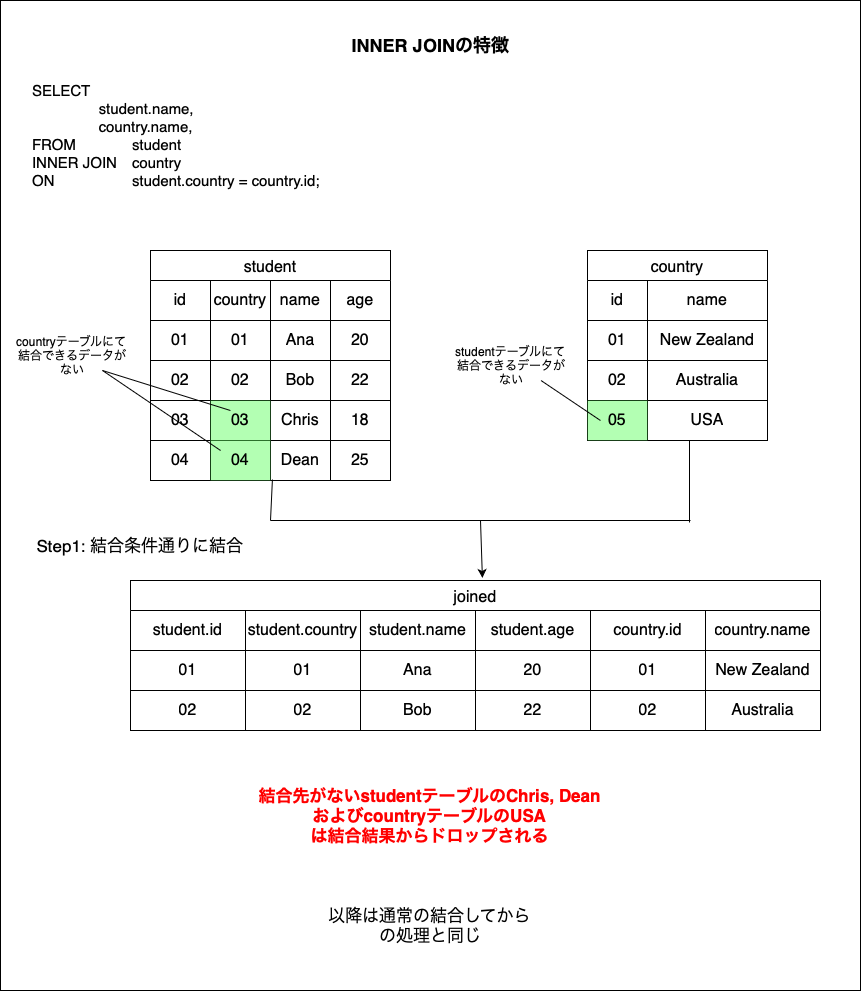 INNER JOINの特徴
SELECT
student.name,
country.name,
FROM student
INNER JOIN country
ON student.country = country.id;
student
id country name age
01 01 Ana 20
02 02 Bob 22
03 03 Chris 18
04 04 Dean 25
countryテーブルにて
結合できるデータが
ない
country
id name
01 New Zealand
02 Australia
05 USA
studentテーブルにて
結合できるデータが
ない
Step1: 結合条件通りに結合
joined
student.id student.country student.name student.age country.id country.name
01 01 Ana 20 01 New Zealand
02 02 Bob 22 02 Australia
結合先がないstudentテーブルのChris, Dean
およびcountryテーブルのUSA
は結合結果からドロップされる
以降は通常の結合してから
の処理と同じ